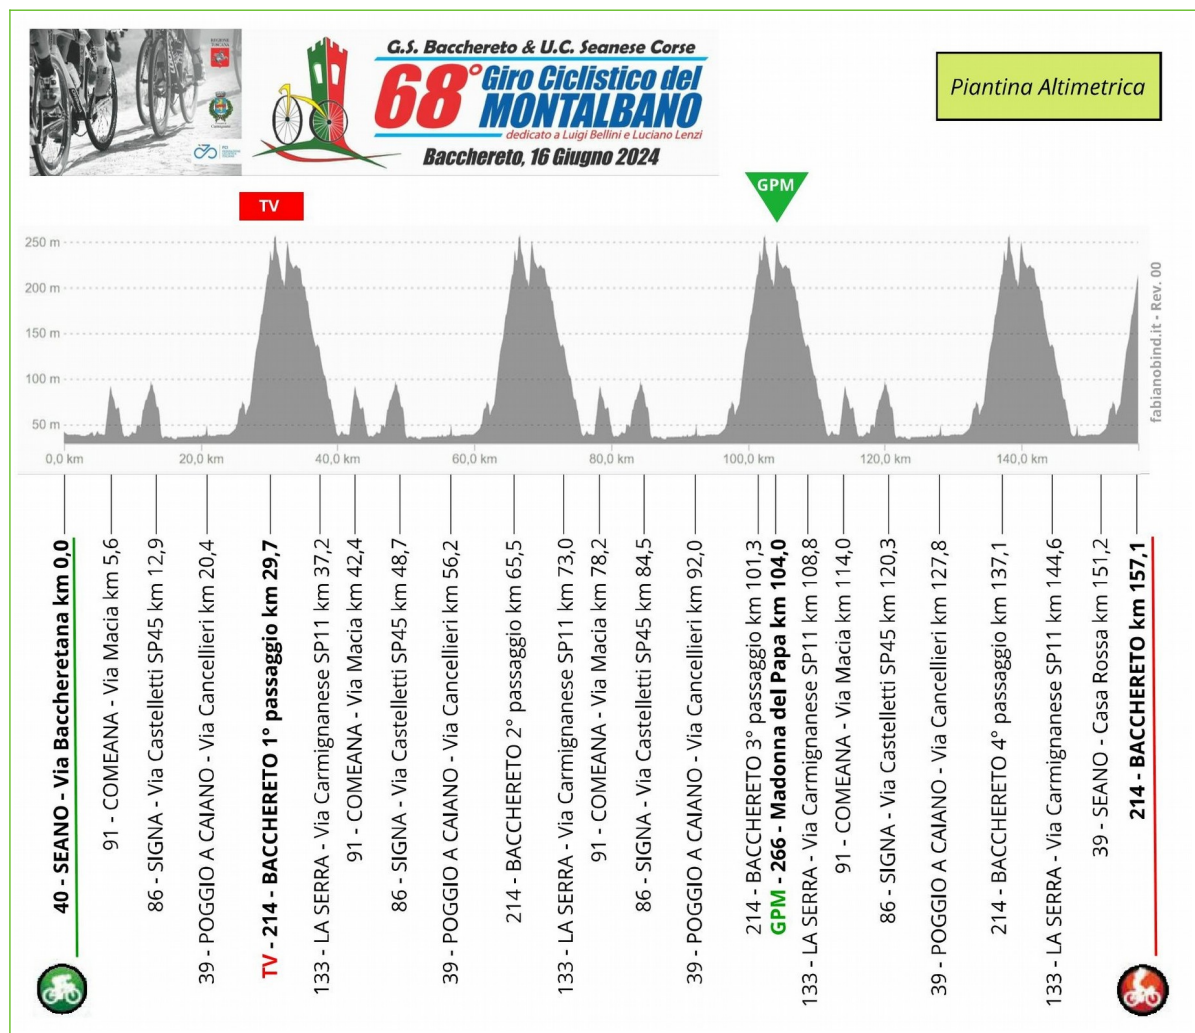 REGIONE
TOSCANA
G.S. Bacchereto & U.C. Seanese Corse
68° Giro Ciclistico del
MONTALBANO
dedicato a Luigi Bellini e Luciano Lenzi
Bacchereto, 16 Giugno 2024
Piantina Altimetrica
TV
GPM
250 m
200 m
150 m
100 m
50 m
0,0 km
20,0 km
40,0 km
60,0 km
80,0 km
100,0 km
120,0 km
140,0 km
fabianobind.it - Rev. 00
40 - SEANO - Via Baccheretana km 0,0
91 - COMEANA - Via Macia km 5,6
86 - SIGNA - Via Castelletti SP45 km 12,9
39 - POGGIO A CAIANO - Via Cancellieri km 20,4
TV - 214 - BACCHERETO 1° passaggio km 29,7
133 - LA SERRA - Via Carmignanese SP11 km 37,2
91 - COMEANA - Via Macia km 42,4
86 - SIGNA - Via Castelletti SP45 km 48,7
39 - POGGIO A CAIANO - Via Cancellieri km 56,2
214 - BACCHERETO 2° passaggio km 65,5
133 - LA SERRA - Via Carmignanese SP11 km 73,0
91 - COMEANA - Via Macia km 78,2
86 - SIGNA - Via Castelletti SP45 km 84,5
39 - POGGIO A CAIANO - Via Cancellieri km 92,0
214 - BACCHERETO 3° passaggio km 101,3
GPM - 266 - Madonna del Papa km 104,0
133 - LA SERRA - Via Carmignanese SP11 km 108,8
91 - COMEANA - Via Macia km 114,0
86 - SIGNA - Via Castelletti SP45 km 120,3
39 - POGGIO A CAIANO - Via Cancellieri km 127,8
214 - BACCHERETO 4° passaggio km 137,1
133 - LA SERRA - Via Carmignanese SP11 km 144,6
39 - SEANO - Casa Rossa km 151,2
214 - BACCHERETO km 157,1